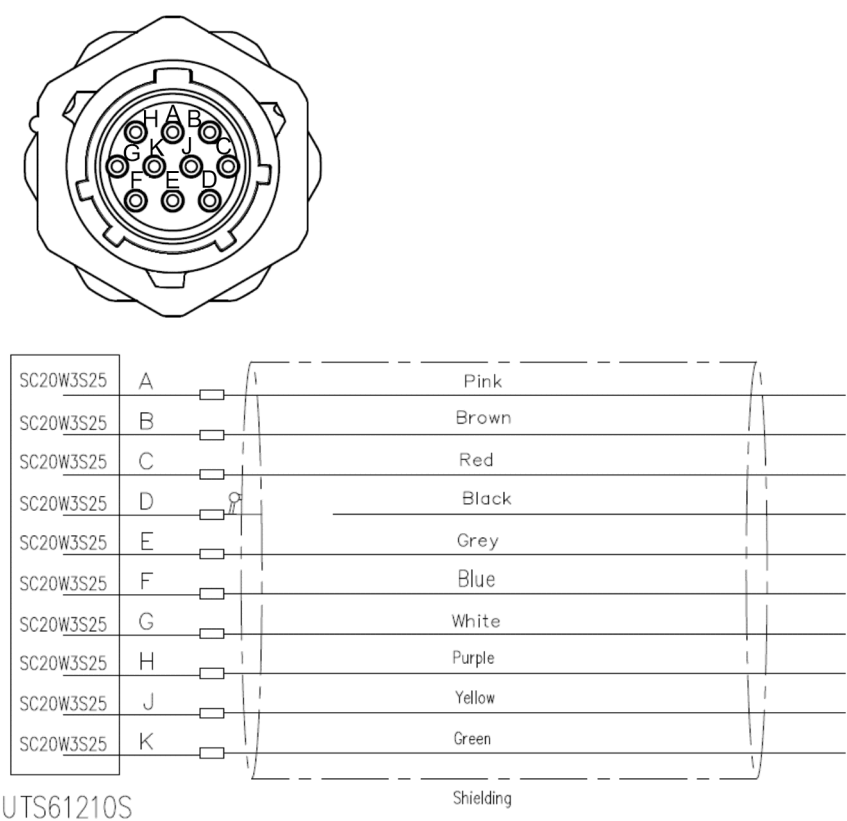 H A B
G K J C
F E D
SC20W3S25 A Pink
SC20W3S25 B Brown
SC20W3S25 C Red
SC20W3S25 D Black
SC20W3S25 E Grey
SC20W3S25 F Blue
SC20W3S25 G White
SC20W3S25 H Purple
SC20W3S25 J Yellow
SC20W3S25 K Green
UTS61210S
Shielding